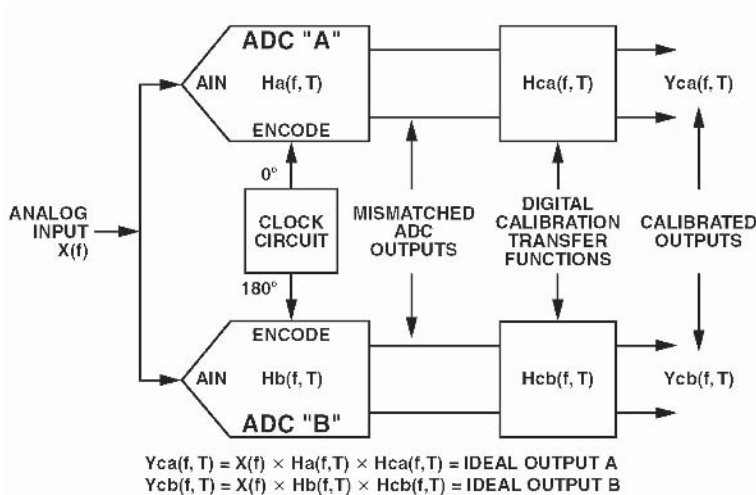 ADC "A"
AIN
Ha(f, T)
ENCODE
Hca(f, T)
Yca(f, T)
0°
ANALOG
INPUT
X(f)
CLOCK
CIRCUIT
MISMATCHED
ADC
OUTPUTS
DIGITAL
CALIBRATION
TRANSFER
FUNCTIONS
CALIBRATED
OUTPUTS
180°
ENCODE
AIN
Hb(f, T)
ADC "B"
Hcb(f, T)
Ycb(f, T)
Yca(f, T) = X(f) × Ha(f,T) × Hca(f,T) = IDEAL OUTPUT A
Ycb(f, T) = X(f) × Hb(f,T) × Hcb(f,T) = IDEAL OUTPUT B